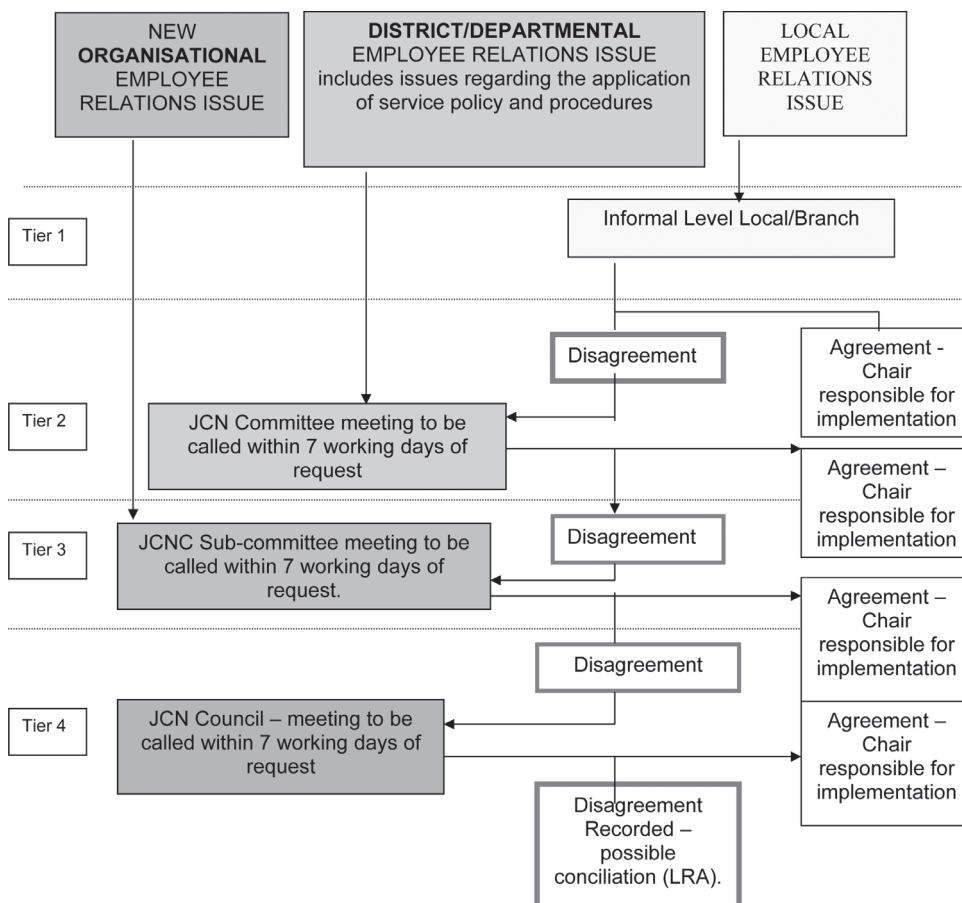 NEW
ORGANISATIONAL
EMPLOYEE
RELATIONS ISSUE
DISTRICT/DEPARTMENTAL
EMPLOYEE RELATIONS ISSUE
includes issues regarding the application
of service policy and procedures
LOCAL
EMPLOYEE
RELATIONS
ISSUE
Tier 1
Informal Level Local/Branch
Disagreement
Agreement -
Chair
responsible for
implementation
Tier 2
JCN Committee meeting to be
called within 7 working days of
request
Agreement –
Chair
responsible for
implementation
Tier 3
JCNC Sub-committee meeting to be
called within 7 working days of
request.
Disagreement
Agreement –
Chair
responsible for
implementation
Disagreement
Tier 4
JCN Council – meeting to be
called within 7 working days of
request
Agreement –
Chair
responsible for
implementation
Disagreement
Recorded –
possible
conciliation (LRA).